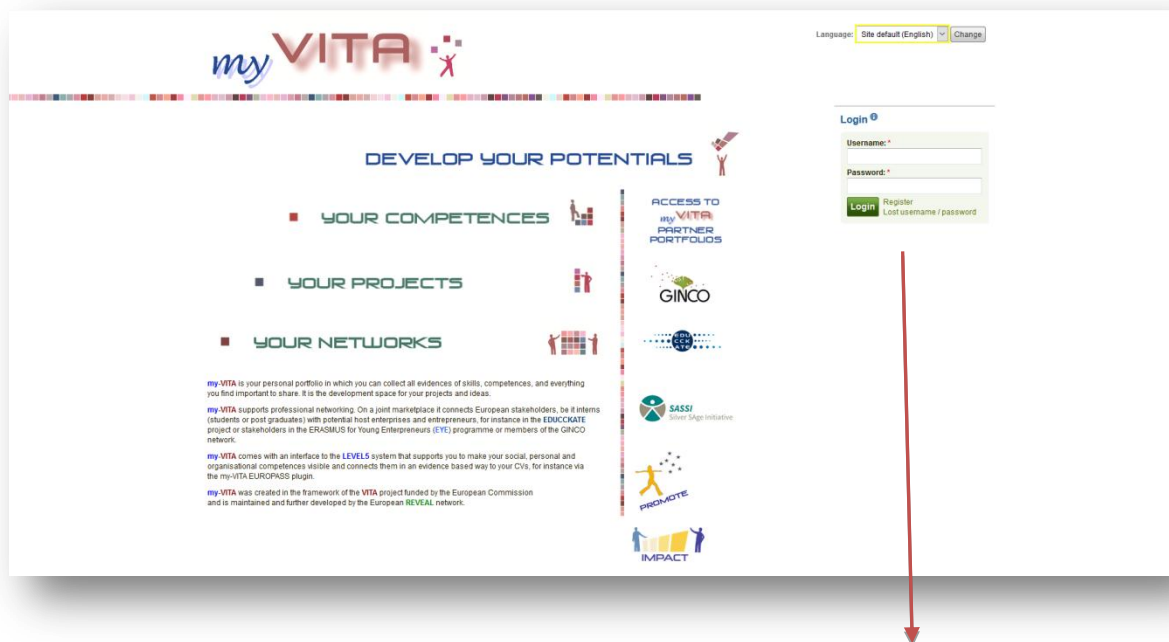 my VITA
Language: Site default (English) Change
Login
Username: *
Password: *
Login Register
Lost username / password
DEVELOP YOUR POTENTIALS
YOUR COMPETENCES
YOUR PROJECTS
YOUR NETWORKS
my-VITA is your personal portfolio in which you can collect all evidences of skills, competences, and everything
you find important to share. It is the development space for your projects and ideas.
my-VITA supports professional networking. On a joint marketplace it connects European stakeholders, be it interns
(students or post graduates) with potential host enterprises and entrepreneurs, for instance in the EDUCCKATE
project or stakeholders in the ERASMUS for Young Enterpreneurs (EYE) programme or members of the GINCO
network.
my-VITA comes with an interface to the LEVEL5 system that supports you to make your social, personal and
organisational competences visible and connects them in an evidence based way to your CVs, for instance via
the my-VITA EUROPASS plugin.
my-VITA was created in the framework of the VITA project funded by the European Commission
and is maintained and further developed by the European REVEAL network.
ACCESS TO
my VITA
PARTNER
PORTFOLIOS
GINCO
EDU
CCK
ATE
SASSI
Silver SAge Initiative
PROMOTE
IMPACT